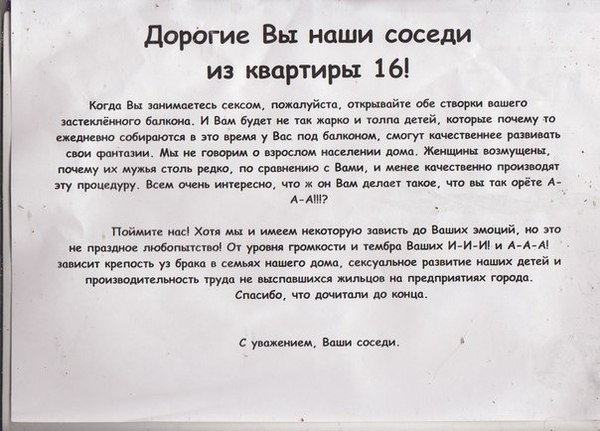 Дорогие Вы наши соседи
из квартиры 16!
Когда Вы занимаетесь сексом, пожалуйста, открывайте обе створки вашего
застеклённого балкона. И Вам будет не так жарко и толпа детей, которые почему то
ежедневно собираются в это время у Вас под балконом, смогут качественнее развивать
свои фантазии. Мы не говорим о взрослом населении дома. Женщины возмущены,
почему их мужья столь редко, по сравнению с Вами, и менее качественно производят
эту процедуру. Всем очень интересно, что ж он Вам делает такое, что вы так орёте А-
А-А!!!?
Поймите нас! Хотя мы и имеем некоторую зависть до Ваших эмоций, но это
не праздное любопытство! От уровня громкости и тембра Ваших И-И-И! и А-А-А!
зависит крепость уз брака в семьях нашего дома, сексуальное развитие наших детей и
производительность труда не выспавшихся жильцов на предприятиях города.
Спасибо, что дочитали до конца.
С уважением, Ваши соседи.